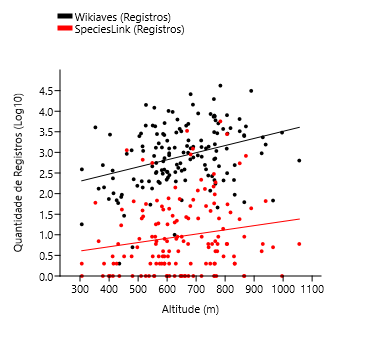 Wikiaves (Registros)
SpeciesLink (Registros)
Quantidade de Registros (Log10)
4.5
4.0
3.5
3.0
2.5
2.0
1.5
1.0
0.5
0.0
300 400 500 600 700 800 900 1000 1100
Altitude (m)